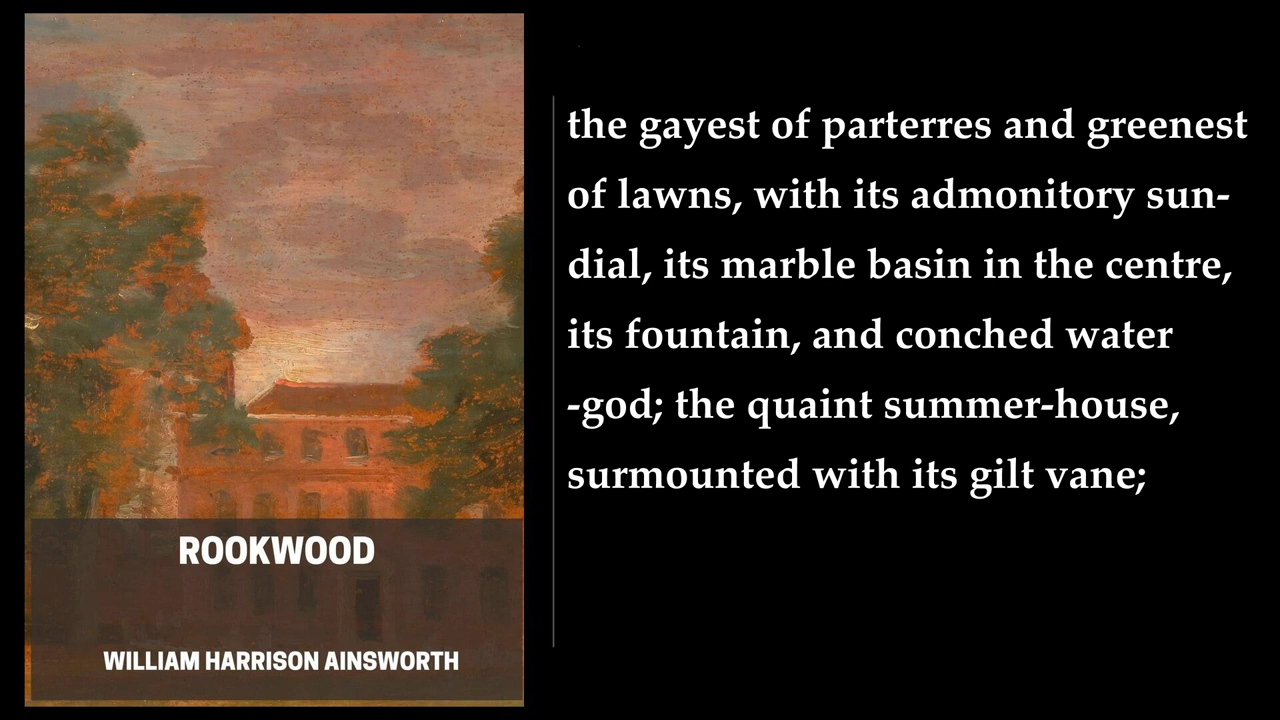 ROOKWOOD
WILLIAM HARRISON AINSWORTH
the gayest of parterres and greenest
of lawns, with its admonitory sun-
dial, its marble basin in the centre,
its fountain, and conched water
-god; the quaint summer-house,
surmounted with its gilt vane;